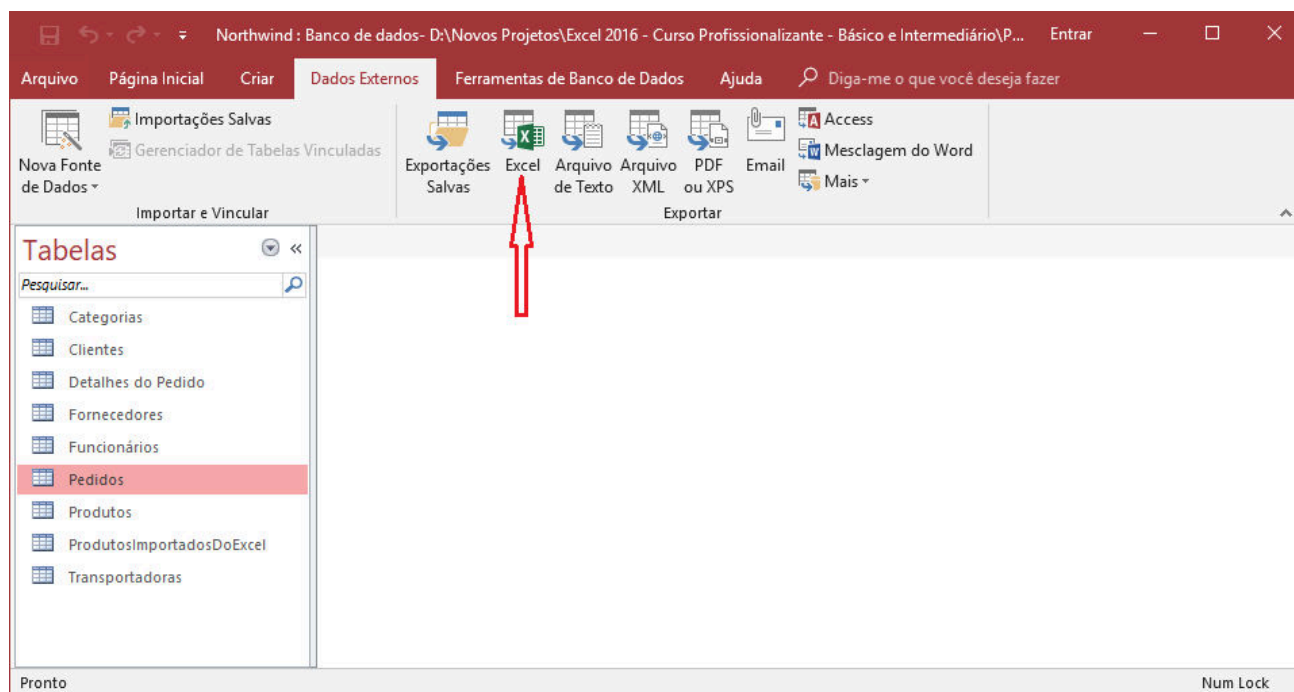 Northwind : Banco de dados- D:\Novos Projetos\Excel 2016 - Curso Profissionalizante - Básico e Intermediário\P... Entrar
Arquivo Página Inicial Criar Dados Externos Ferramentas de Banco de Dados Ajuda Diga-me o que você deseja fazer
Nova Fonte
de Dados
Importações Salvas
Gerenciador de Tabelas Vinculadas
Importar e Vincular
Exportações
Salvas
Excel
Arquivo
de Texto
Arquivo
XML
PDF
ou XPS
Email
Access
Mesclagem do Word
Mais
Exportar
Tabelas
Pesquisar...
Categorias
Clientes
Detalhes do Pedido
Fornecedores
Funcionários
Pedidos
Produtos
ProdutosImportadosDoExcel
Transportadoras
Pronto Num Lock